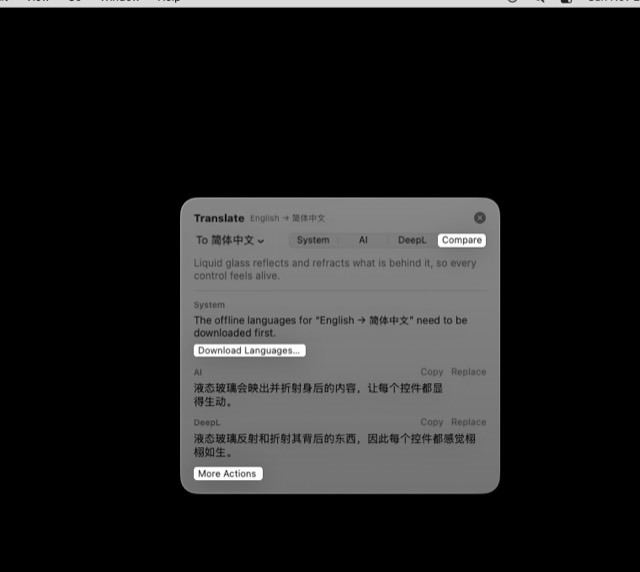 Window
Help
Translate English → 简体中文
To 简体中文
System AI DeepL Compare
Liquid glass reflects and refracts what is behind it, so every
control feels alive.
System
The offline languages for “English → 简体中文” need to be
downloaded first.
Download Languages...
AI Copy Replace
液态玻璃会映出并折射身后的内容，让每个控件都显
得生动。
DeepL Copy Replace
液态玻璃反射和折射其背后的东西，因此每个控件都感觉栩
栩如生。
More Actions